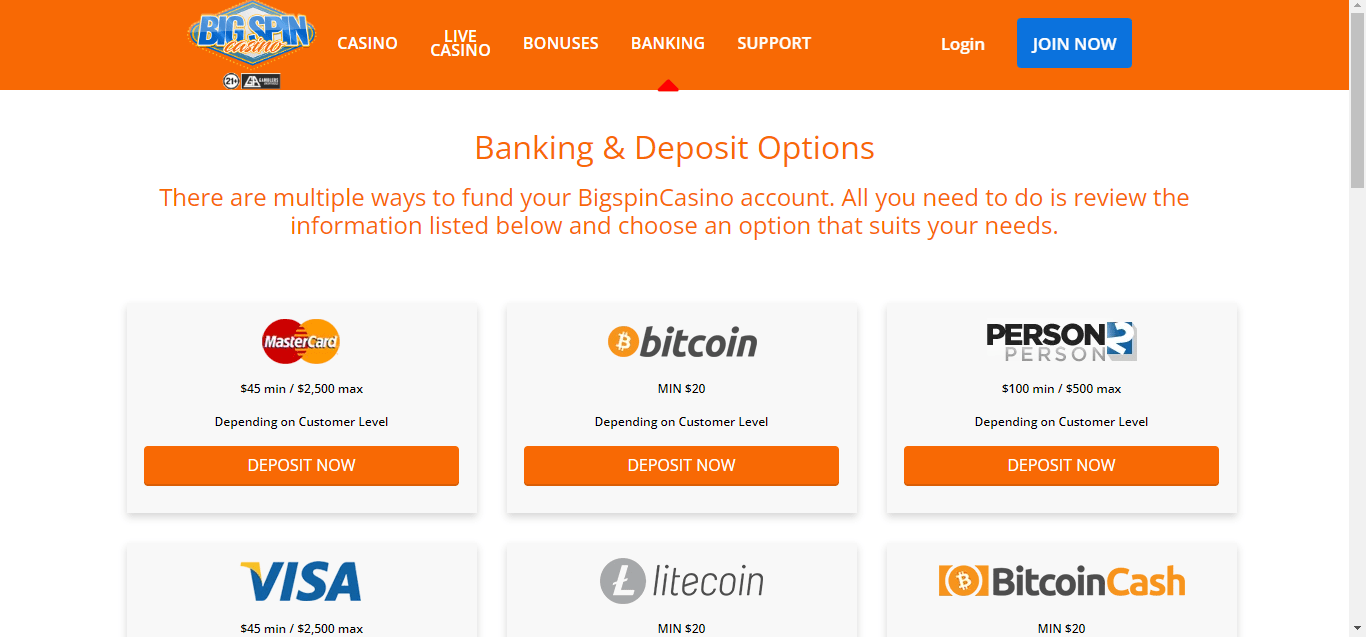 BIG SPIN
casino
21+
CASINO
LIVE
CASINO
BONUSES
BANKING
SUPPORT
Login
JOIN NOW
Banking & Deposit Options
There are multiple ways to fund your BigspinCasino account. All you need to do is review the
information listed below and choose an option that suits your needs.
MasterCard
$45 min / $2,500 max
Depending on Customer Level
DEPOSIT NOW
bitcoin
MIN $20
Depending on Customer Level
DEPOSIT NOW
PERSON2
PERSON
$100 min / $500 max
Depending on Customer Level
DEPOSIT NOW
VISA
$45 min / $2,500 max
litecoin
MIN $20
BitcoinCash
MIN $20